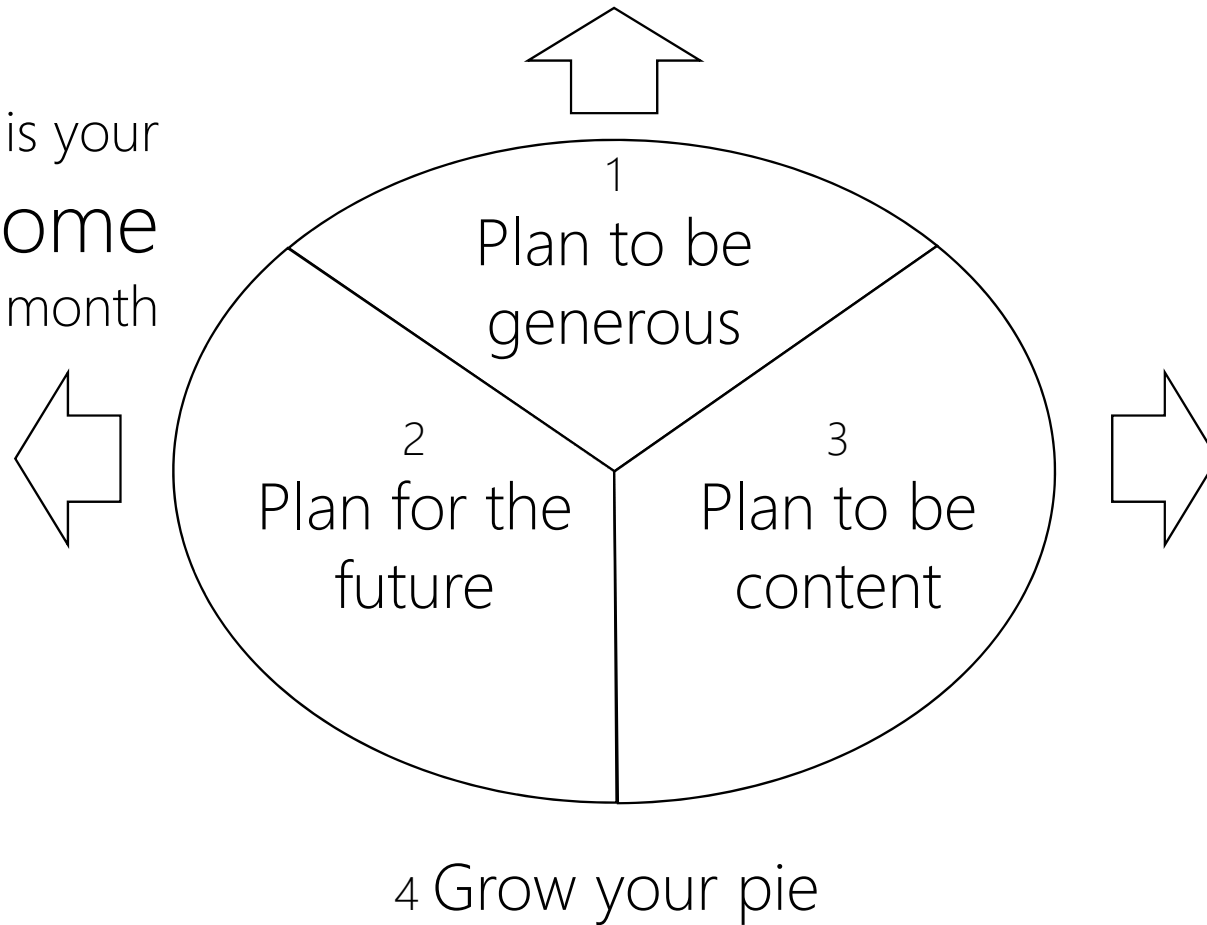 is your
ome
month
1
Plan to be
generous
2
Plan for the
future
3
Plan to be
content
4 Grow your pie